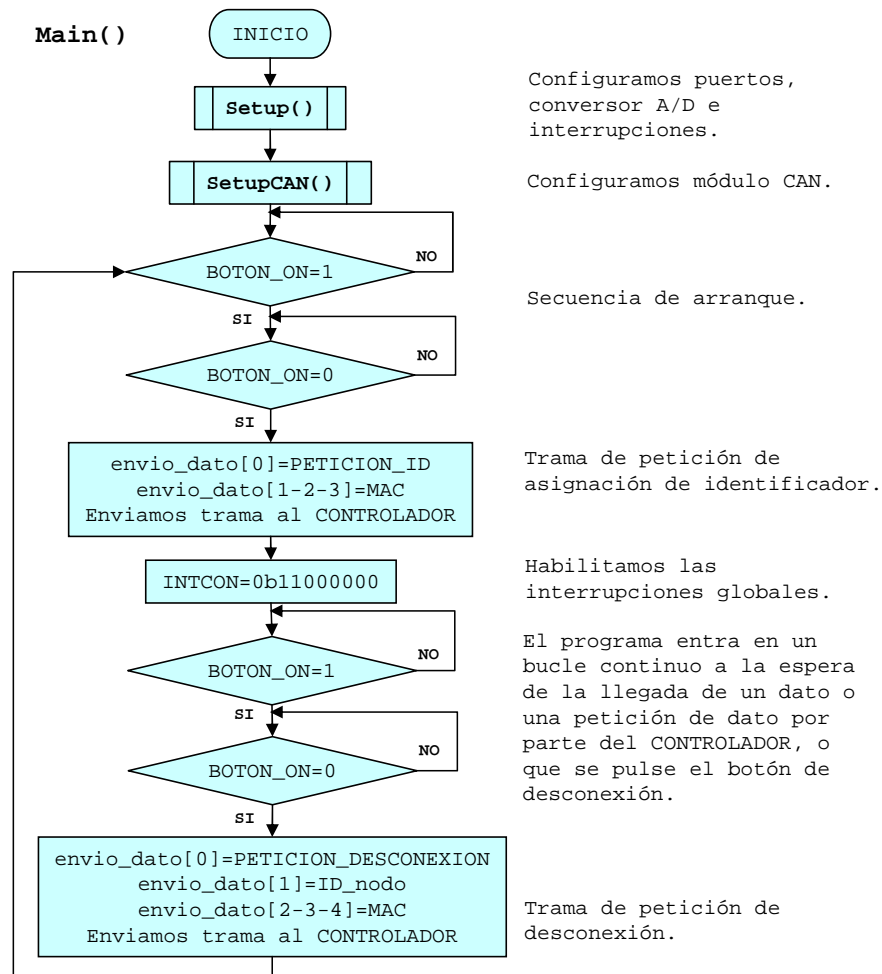 Main()
INICIO
Setup()
Configuramos puertos,
conversor A/D e
interrupciones.
SetupCAN()
Configuramos módulo CAN.
BOTON_ON=1
NO
SI
Secuencia de arranque.
BOTON_ON=0
NO
SI
envio_dato[0]=PETICION_ID
envio_dato[1-2-3]=MAC
Enviamos trama al CONTROLADOR
Trama de petición de
asignación de identificador.
INTCON=0b11000000
Habilitamos las
interrupciones globales.
BOTON_ON=1
NO
SI
BOTON_ON=0
NO
SI
El programa entra en un
bucle continuo a la espera
de la llegada de un dato o
una petición de dato por
parte del CONTROLADOR, o
que se pulse el botón de
desconexión.
envio_dato[0]=PETICION_DESCONEXION
envio_dato[1]=ID_nodo
envio_dato[2-3-4]=MAC
Enviamos trama al CONTROLADOR
Trama de petición de
desconexión.